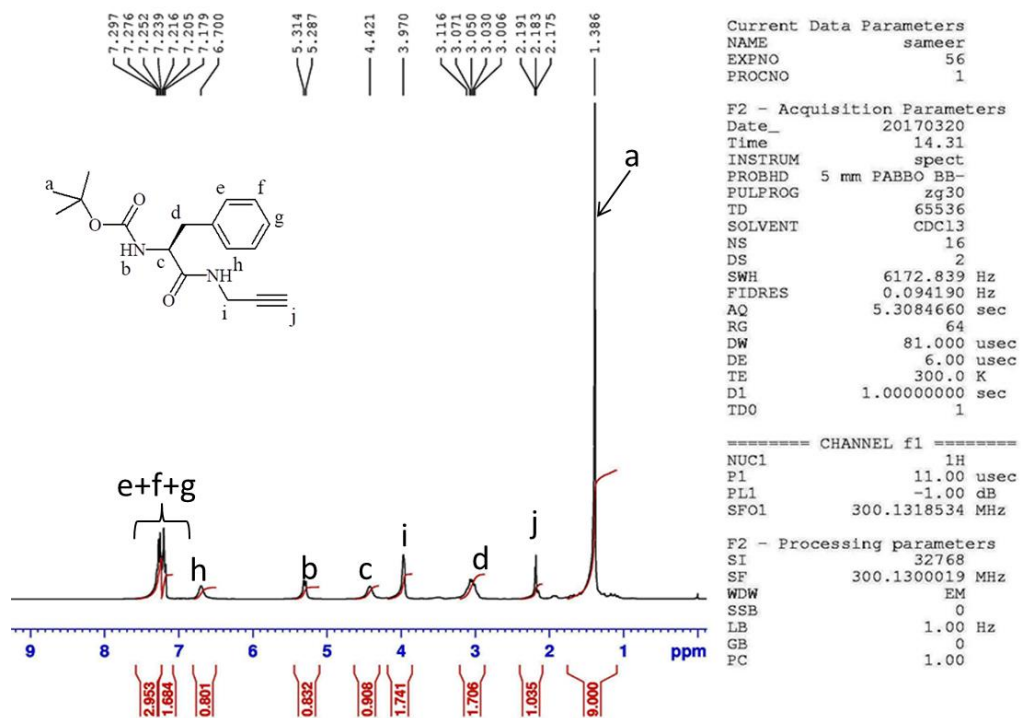 7.297
7.276
7.252
7.239
7.216
7.205
7.179
6.700
5.314
5.287
4.421
3.970
3.116
3.071
3.050
3.030
3.006
2.191
2.183
2.175
1.386
Current Data Parameters
NAME sameer
EXPNO 56
PROCNO 1
F2 - Acquisition Parameters
Date_ 20170320
Time 14.31
INSTRUM spect
PROBHD 5 mm PABBO BB-
PULPROG zg30
TD 65536
SOLVENT CDCl3
NS 16
DS 2
SWH 6172.839 Hz
FIDRES 0.094190 Hz
AQ 5.3084660 sec
RG 64
DW 81.000 usec
DE 6.00 usec
TE 300.0 K
D1 1.00000000 sec
TD0 1
======== CHANNEL f1 ========
NUC1 1H
P1 11.00 usec
PL1 -1.00 dB
SFO1 300.1318534 MHz
F2 - Processing parameters
SI 32768
SF 300.1300019 MHz
WDW EM
SSB 0
LB 1.00 Hz
GB 0
PC 1.00
a
a
O
O
d
e
f
g
HN
b
c
NH
h
O
i
j
e+f+g
h
b
c
i
d
j
9 8 7 6 5 4 3 2 1 ppm
2.953
1.684
0.801
0.832
0.908
1.741
1.706
1.035
9.000